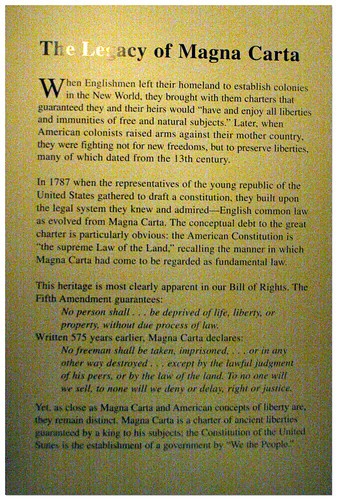 The Legacy of Magna Carta
When Englishmen left their homeland to establish colonies
in the New World, they brought with them charters that
guaranteed they and their heirs would "have and enjoy all liberties
and immunities of free and natural subjects." Later, when
American colonists raised arms against their mother country,
they were fighting not for new freedoms, but to preserve liberties,
many of which dated from the 13th century.
In 1787 when the representatives of the young republic of the
United States gathered to draft a constitution, they built upon
the legal system they knew and admired—English common law
as evolved from Magna Carta. The conceptual debt to the great
charter is particularly obvious: the American Constitution is
"the supreme Law of the Land," recalling the manner in which
Magna Carta had come to be regarded as fundamental law.
This heritage is most clearly apparent in our Bill of Rights. The
Fifth Amendment guarantees:
No person shall . . . be deprived of life, liberty, or
property, without due process of law.
Written 575 years earlier, Magna Carta declares:
No freeman shall be taken, imprisoned, . . . or in any
other way destroyed . . . except by the lawful judgment
of his peers, or by the law of the land. To no one will
we sell, to none will we deny or delay, right or justice.
Yet, as close as Magna Carta and American concepts of liberty are,
they remain distinct. Magna Carta is a charter of ancient liberties
guaranteed by a king to his subjects; the Constitution of the United
States is the establishment of a government by "We the People."